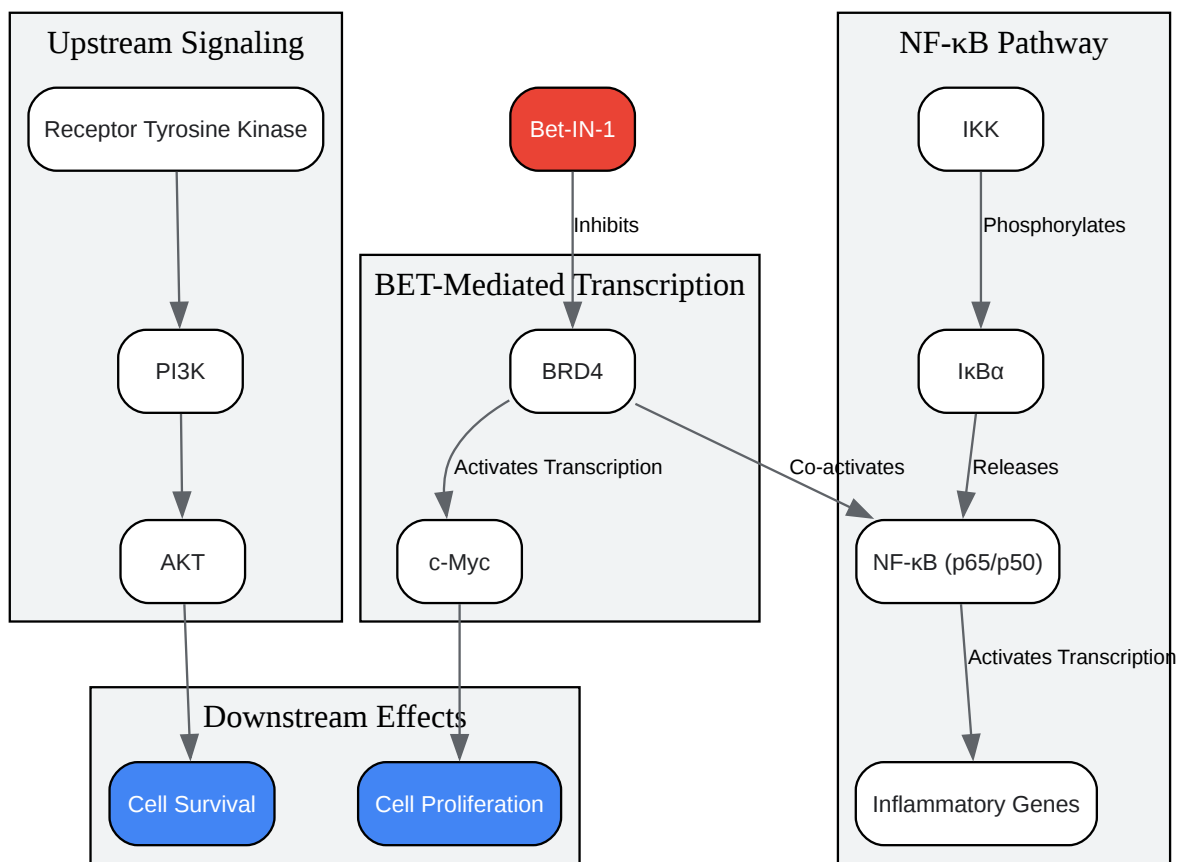 Upstream Signaling
NF-κB Pathway
Receptor Tyrosine Kinase
Bet-IN-1
IKK
Inhibits
Phosphorylates
BET-Mediated Transcription
PI3K
BRD4
IκBα
Activates Transcription
Co-activates
Releases
AKT
c-Myc
NF-κB (p65/p50)
Activates Transcription
Downstream Effects
Cell Survival
Cell Proliferation
Inflammatory Genes